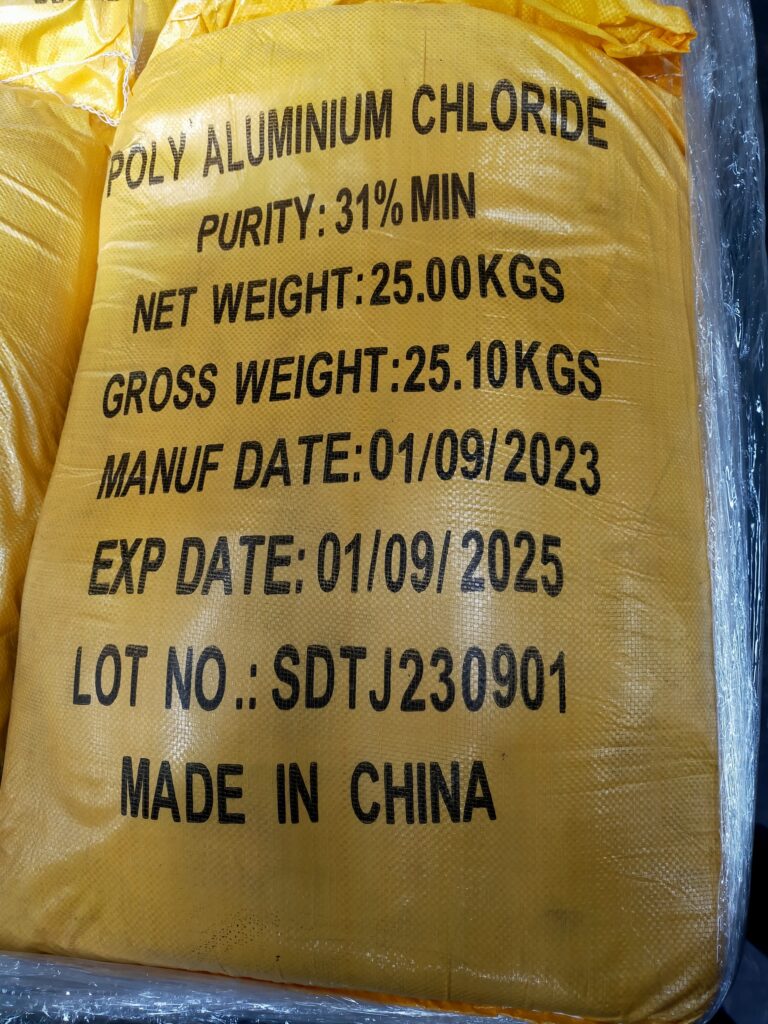 POLY ALUMINIUM CHLORIDE
PURITY: 31% MIN
NET WEIGHT: 25.00KGS
GROSS WEIGHT:25.10KGS
MANUF DATE: 01/09/2023
EXP DATE: 01/09/2025
LOT NO.: SDTJ230901
MADE IN CHINA